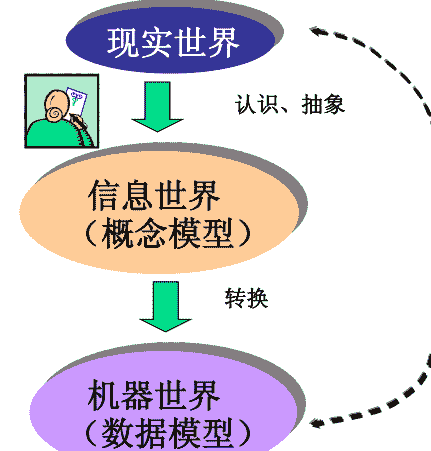 现实世界
认识、抽象
信息世界
（概念模型）
转换
机器世界
（数据模型）